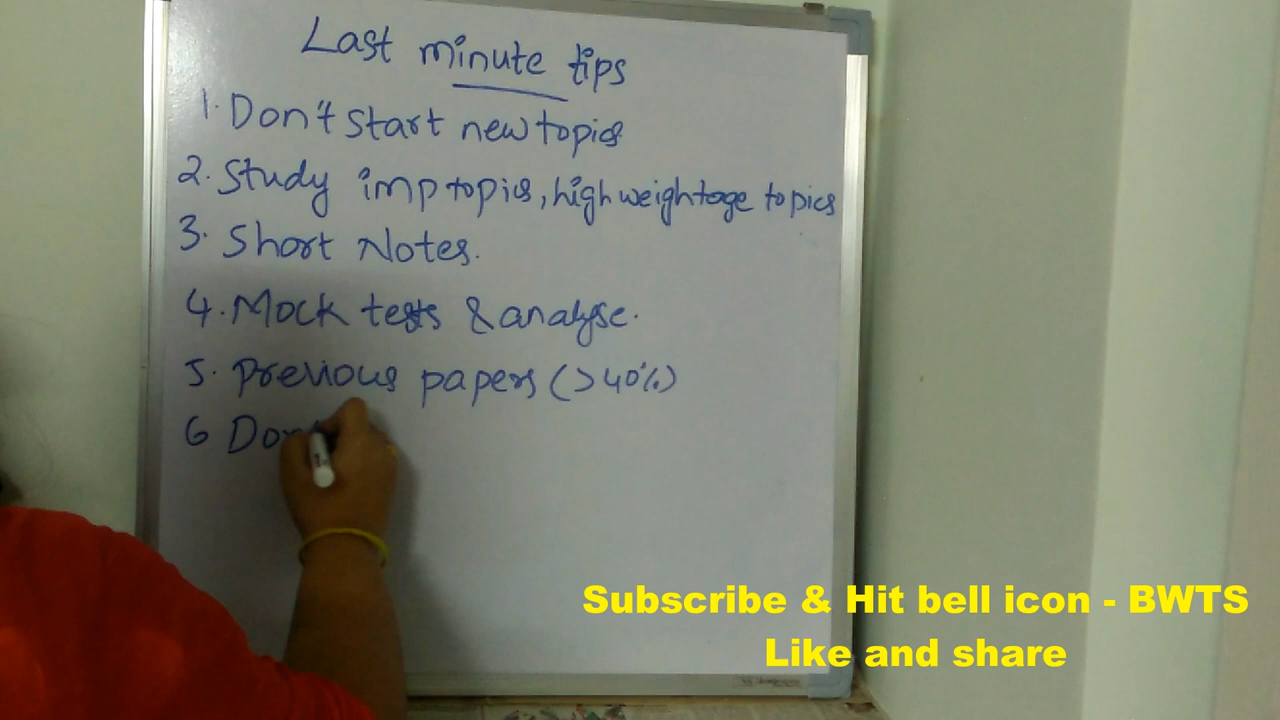 Last minute tips
1. Don't start new topics
2. Study imp topics, high weightage topics
3. Short Notes.
4. Mock tests & analyse.
5. Previous papers (>40%)
6 Don
Subscribe & Hit bell icon - BWTS
Like and share